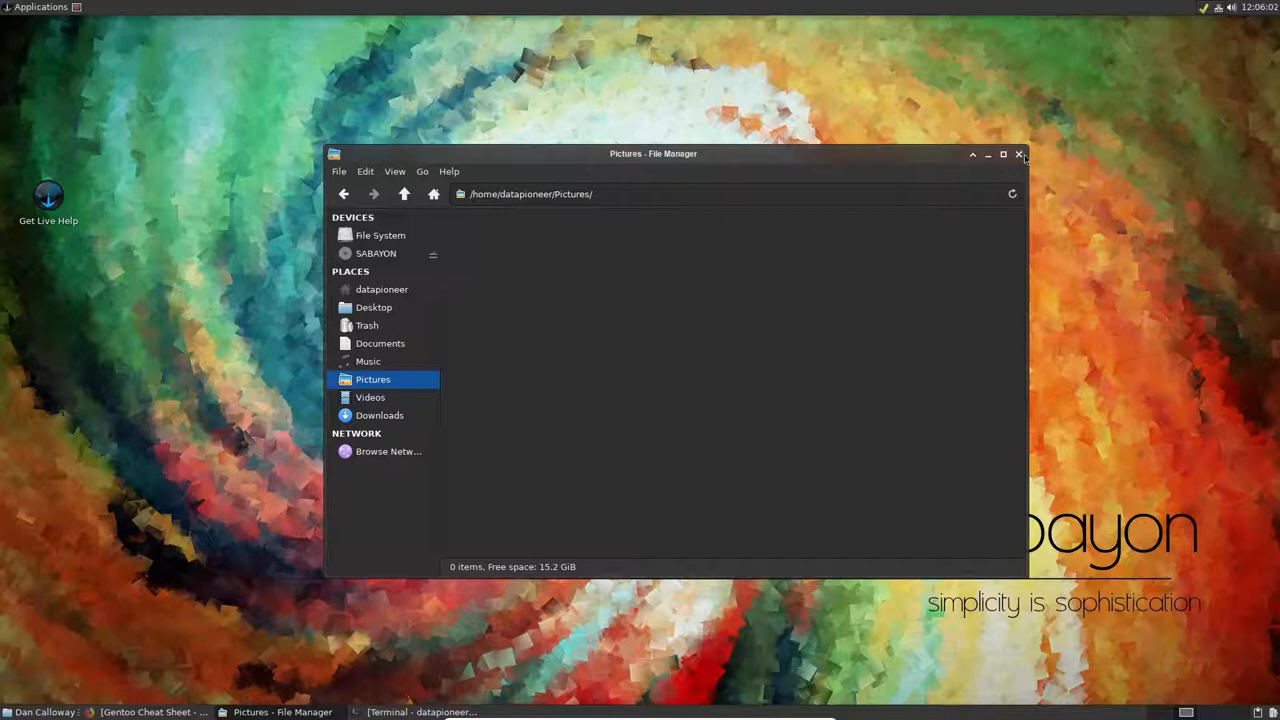 Applications
12:06:02
Get Live Help
Pictures - File Manager
File Edit View Go Help
/home/datapioneer/Pictures/
DEVICES
File System
SABAYON
PLACES
datapioneer
Desktop
Trash
Documents
Music
Pictures
Videos
Downloads
NETWORK
Browse Netw...
0 items, Free space: 15.2 GiB
bayon
simplicity is sophistication
Dan Calloway
[Gentoo Cheat Sheet - ...
Pictures - File Manager
[Terminal - datapioneer...